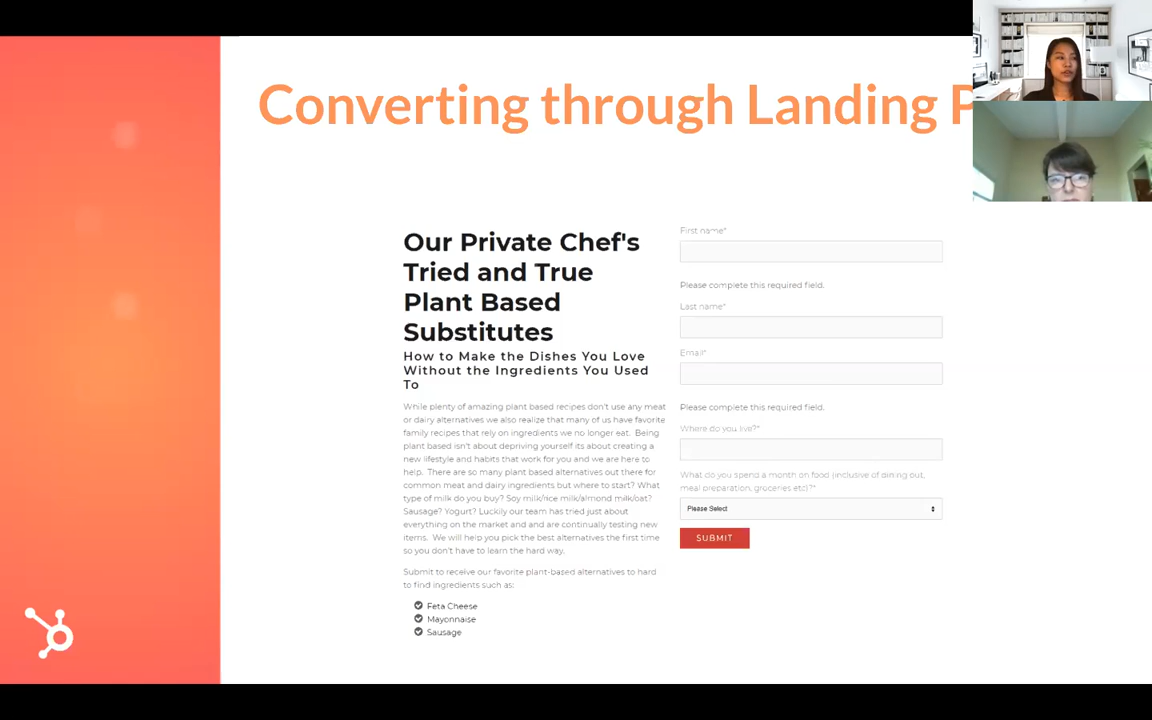 Converting through Landing P
Our Private Chef's
Tried and True
Plant Based
Substitutes
How to Make the Dishes You Love
Without the Ingredients You Used
To
While plenty of amazing plant based recipes don't use any meat
or dairy alternatives we also realize that many of us have favorite
family recipes that rely on ingredients we no longer eat. Being
plant based isn't about depriving yourself its about creating a
new lifestyle and habits that work for you and we are here to
help. There are so many plant based alternatives out there for
common meat and dairy ingredients but where to start? What
type of milk do you buy? Soy milk/rice milk/almond milk/oat?
Sausage? Yogurt? Luckily our team has tried just about
everything on the market and and are continually testing new
items. We will help you pick the best alternatives the first time
so you don't have to learn the hard way.
Submit to receive our favorite plant-based alternatives to hard
to find ingredients such as:
Feta Cheese
Mayonnaise
Sausage
First name*
Please complete this required field.
Last name*
Email*
Please complete this required field.
Where do you live?*
What do you spend a month on food (inclusive of dining out,
meal preparation, groceries etc)?*
Please Select
SUBMIT